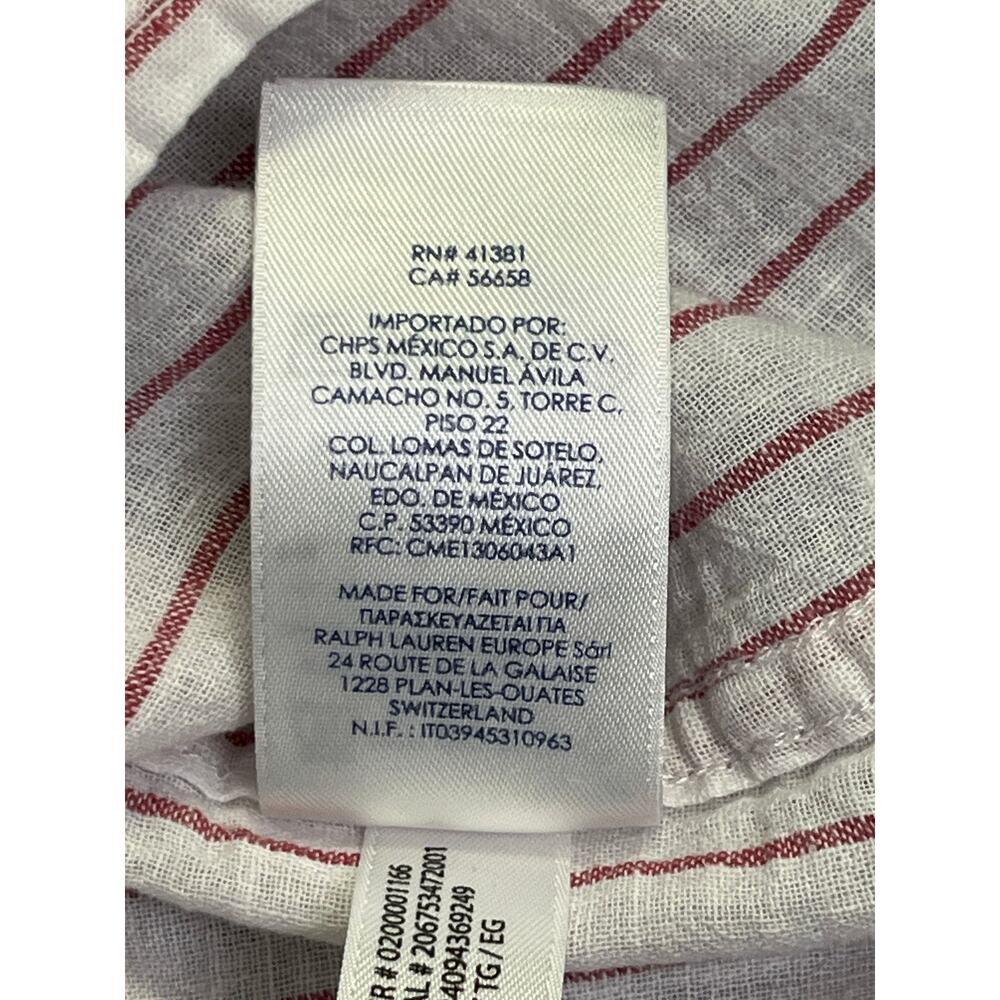 RN# 41381
CA# 56658
IMPORTADO POR:
CHPS MÉXICO S.A. DE C.V.
BLVD. MANUEL ÁVILA
CAMACHO NO. 5, TORRE C,
PISO 22
COL. LOMAS DE SOTELO,
NAUCALPAN DE JUÁREZ,
EDO. DE MÉXICO
C.P. 53390 MÉXICO
RFC: CME1306043A1
MADE FOR/FAIT POUR/
ΠΑΡΑΣΚΕΥΑΖΕΤΑΙ ΓΙΑ
RALPH LAUREN EUROPE Sárl
24 ROUTE DE LA GALAISE
1228 PLAN-LES-OUATES
SWITZERLAND
N.I.F. : IT03945310963
R # 0200001166
AL # 206753472001
4094369249
TG / EG